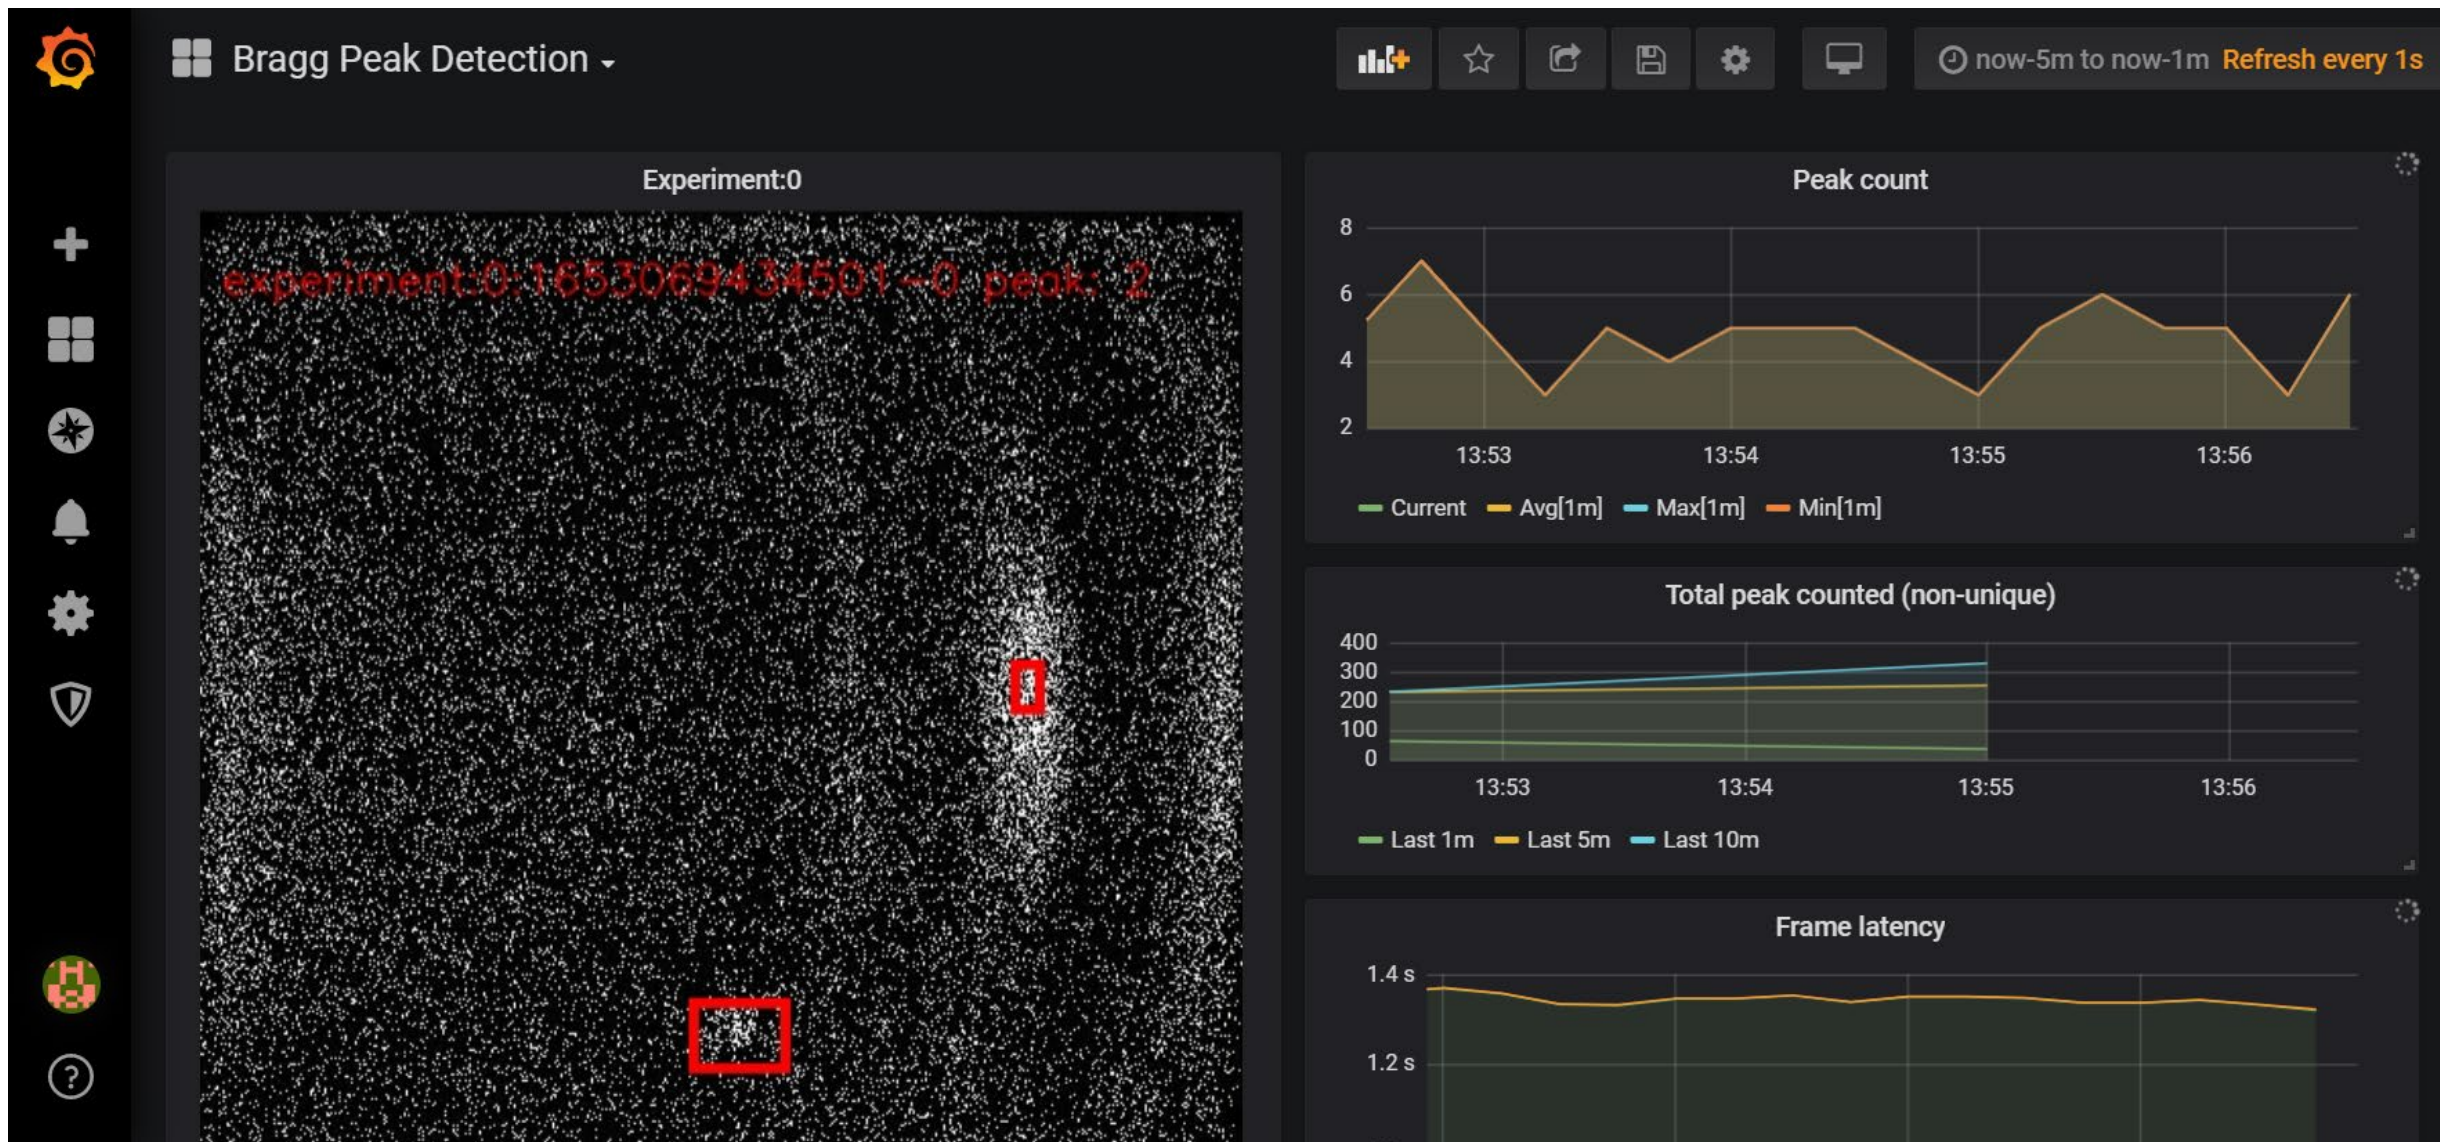 Bragg Peak Detection
now-5m to now-1m Refresh every 1s
Experiment:0
experiment:0:1653069434501-0 peak: 2
Peak count
8
6
4
2
13:53 13:54 13:55 13:56
Current Avg[1m] Max[1m] Min[1m]
Total peak counted (non-unique)
400
300
200
100
0
13:53 13:54 13:55 13:56
Last 1m Last 5m Last 10m
Frame latency
1.4 s
1.2 s
?